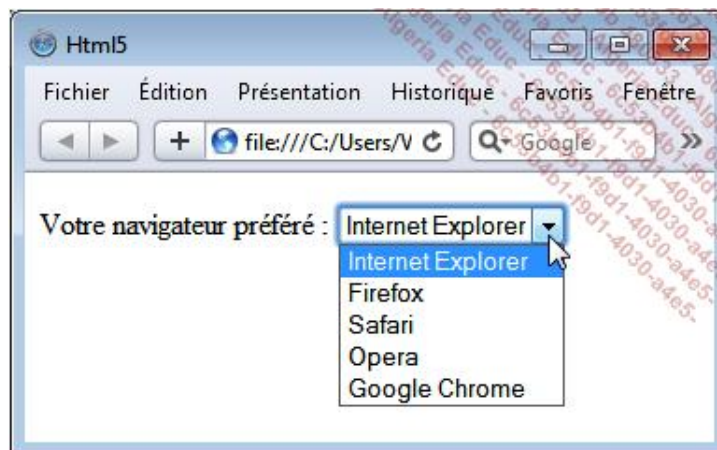 Html5
Fichier Édition Présentation Historique Favoris Fenêtre
file:///C:/Users/V Google
Votre navigateur préféré : Internet Explorer
Internet Explorer
Firefox
Safari
Opera
Google Chrome